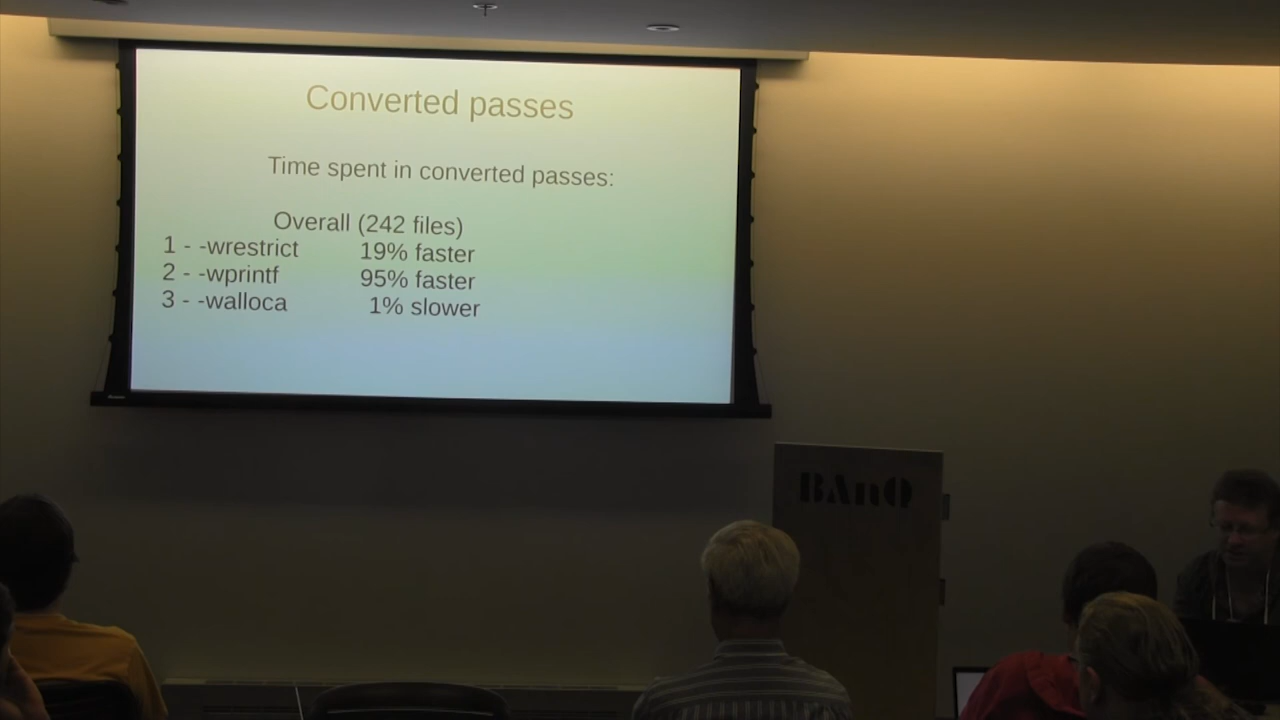 Converted passes
Time spent in converted passes:
Overall (242 files)
1 - -wrestrict 19% faster
2 - -wprintf 95% faster
3 - -walloca 1% slower
BAnQ